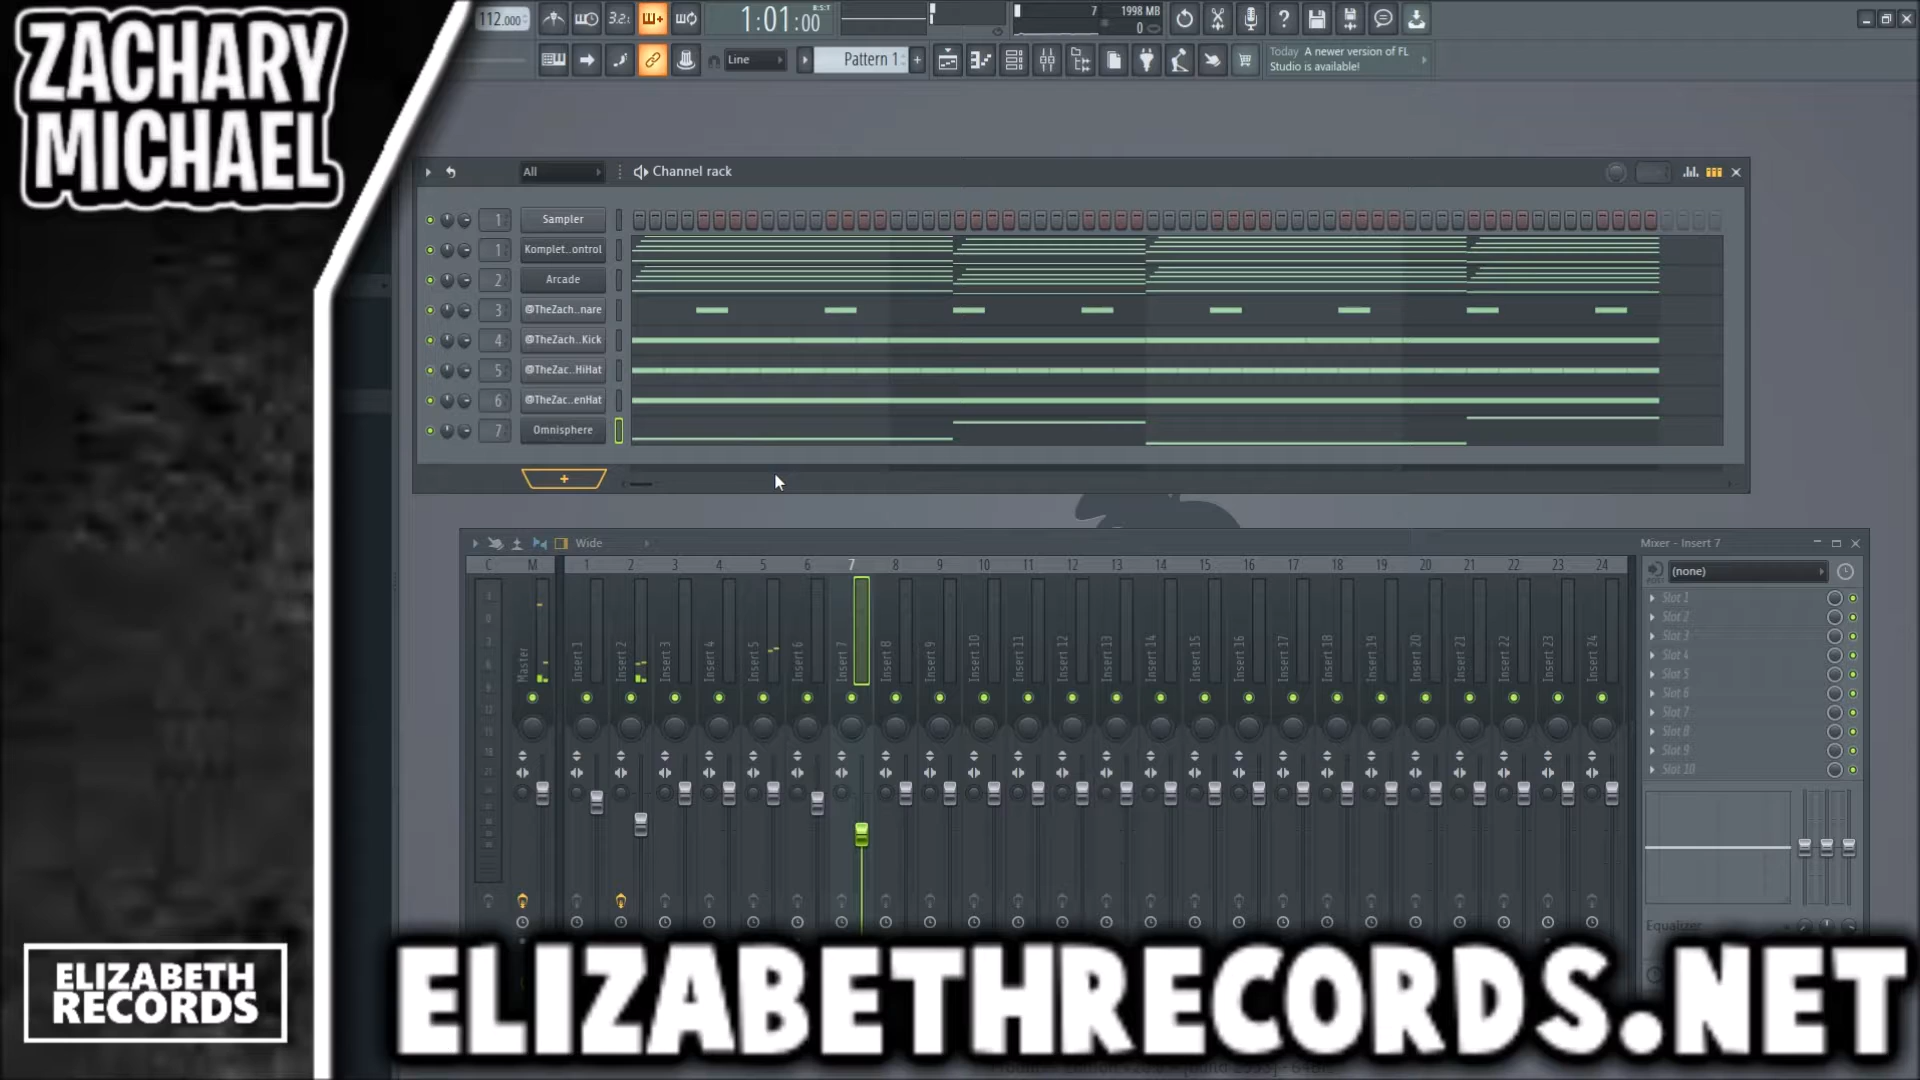 ZACHARY
MICHAEL
112.000
3.2.
1:01:00
B:S:T
7
1998 MB
0
Line
Pattern 1
+
Today A newer version of FL
Studio is available!
All
Channel rack
1 Sampler
1 Komplet..ontrol
2 Arcade
3 @TheZach..nare
4 @TheZach..Kick
5 @TheZac..HiHat
6 @TheZac..enHat
7 Omnisphere
+
Wide
Mixer - Insert 7
C M 1 2 3 4 5 6 7 8 9 10 11 12 13 14 15 16 17 18 19 20 21 22 23 24
(none)
Master
Insert 1
Insert 2
Insert 3
Insert 4
Insert 5
Insert 6
Insert 7
Insert 8
Insert 9
Insert 10
Insert 11
Insert 12
Insert 13
Insert 14
Insert 15
Insert 16
Insert 17
Insert 18
Insert 19
Insert 20
Insert 21
Insert 22
Insert 23
Insert 24
Slot 1
Slot 2
Slot 3
Slot 4
Slot 5
Slot 6
Slot 7
Slot 8
Slot 9
Slot 10
Equalizer
ELIZABETH
RECORDS
ELIZABETHRECORDS.NET